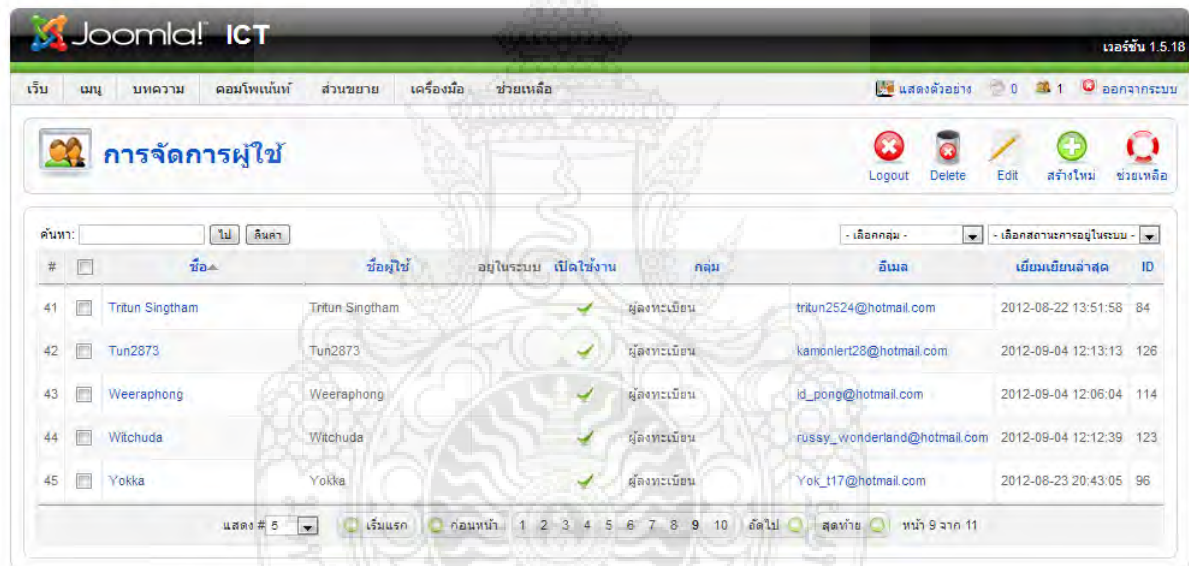 Joomla! ICT
เวอร์ชั่น 1.5.18
เว็บ เมนู บทความ คอมโพเน้นท์ ส่วนขยาย เครื่องมือ ช่วยเหลือ แสดงตัวอย่าง 0 1 ออกจากระบบ
การจัดการผู้ใช้ Logout Delete Edit สร้างใหม่ ช่วยเหลือ
ค้นหา: ไป คืนค่า - เลือกกลุ่ม - - เลือกสถานะการอยู่ในระบบ -
# ชื่อ ชื่อผู้ใช้ อยู่ในระบบ เปิดใช้งาน กลุ่ม อีเมล เยี่ยมเยียนล่าสุด ID
41 Tritun Singtham Tritun Singtham ผู้ลงทะเบียน tritun2524@hotmail.com 2012-08-22 13:51:58 84
42 Tun2873 Tun2873 ผู้ลงทะเบียน kamonlert28@hotmail.com 2012-09-04 12:13:13 126
43 Weeraphong Weeraphong ผู้ลงทะเบียน id_pong@hotmail.com 2012-09-04 12:06:04 114
44 Witchuda Witchuda ผู้ลงทะเบียน russy_wonderland@hotmail.com 2012-09-04 12:12:39 123
45 Yokka Yokka ผู้ลงทะเบียน Yok_t17@hotmail.com 2012-08-23 20:43:05 96
แสดง # 5 เริ่มแรก ก่อนหน้า 1 2 3 4 5 6 7 8 9 10 ถัดไป สุดท้าย หน้า 9 จาก 11